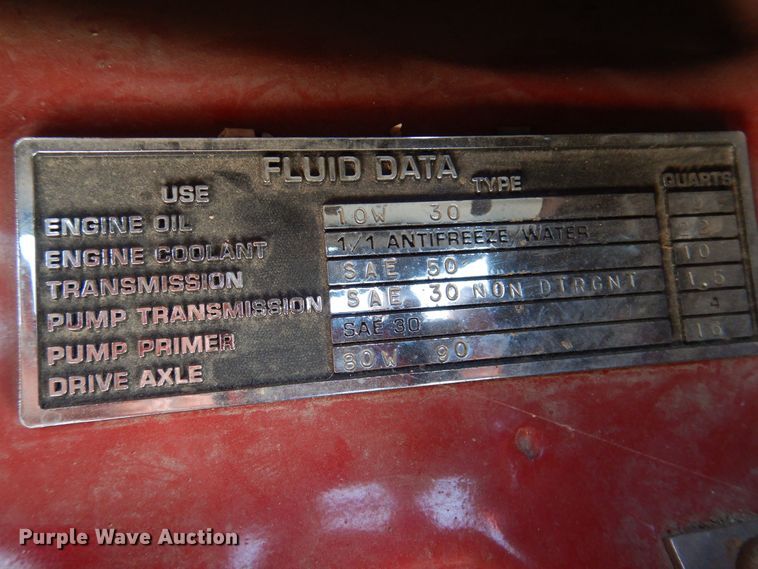 FLUID DATA
USE TYPE QUARTS
ENGINE OIL 10W 30
ENGINE COOLANT 1/1 ANTIFREEZE/WATER
TRANSMISSION SAE 50 10
PUMP TRANSMISSION SAE 30 NON DTRGNT 1.5
PUMP PRIMER SAE 30 4
DRIVE AXLE 80W 90 16
Purple Wave Auction®